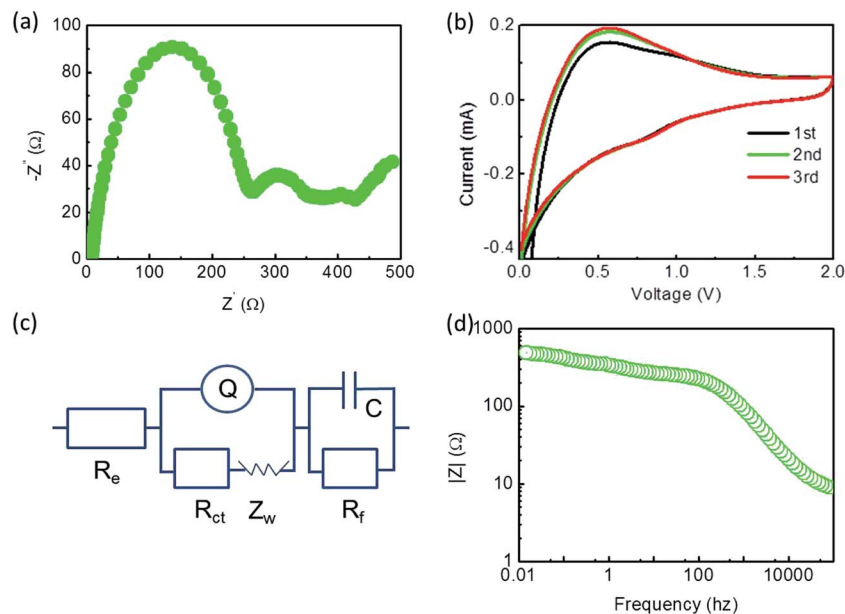 (a)
100
80
60
40
20
0
-Z" (Ω)
0 100 200 300 400 500
Z' (Ω)
(b)
0.2
0.0
-0.2
-0.4
Current (mA)
1st
2nd
3rd
0.0 0.5 1.0 1.5 2.0
Voltage (V)
(c)
Q
C
Re
Rct
Zw
Rf
(d)
1000
100
10
1
|Z| (Ω)
0.01 1 100 10000
Frequency (hz)